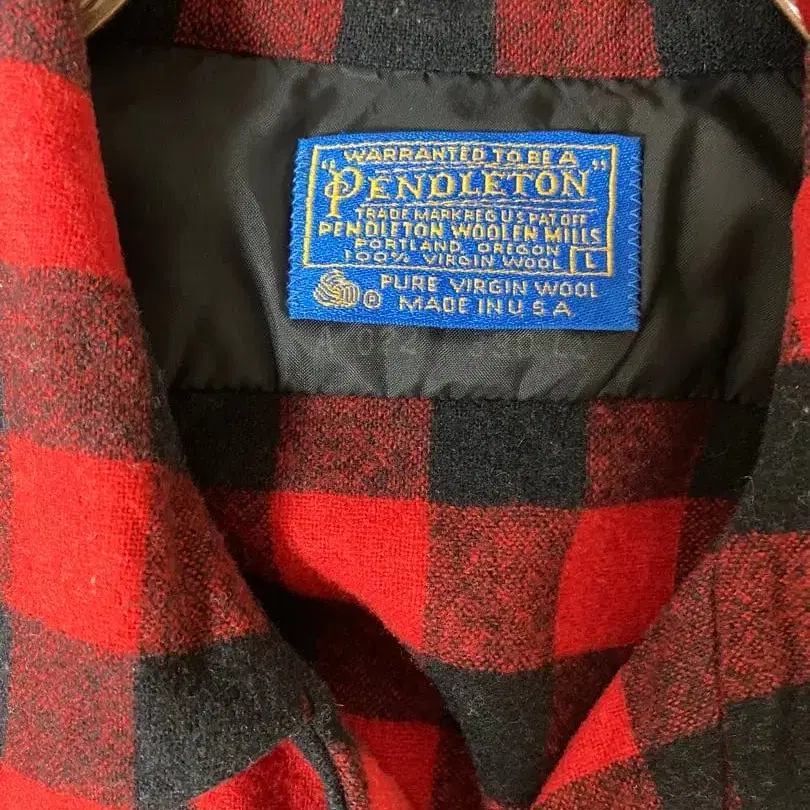 WARRANTED TO BE A
"PENDLETON"
TRADE MARK REG U S PAT. OFF
PENDLETON WOOLEN MILLS
PORTLAND, OREGON
100% VIRGIN WOOL L
® PURE VIRGIN WOOL
MADE IN U S A